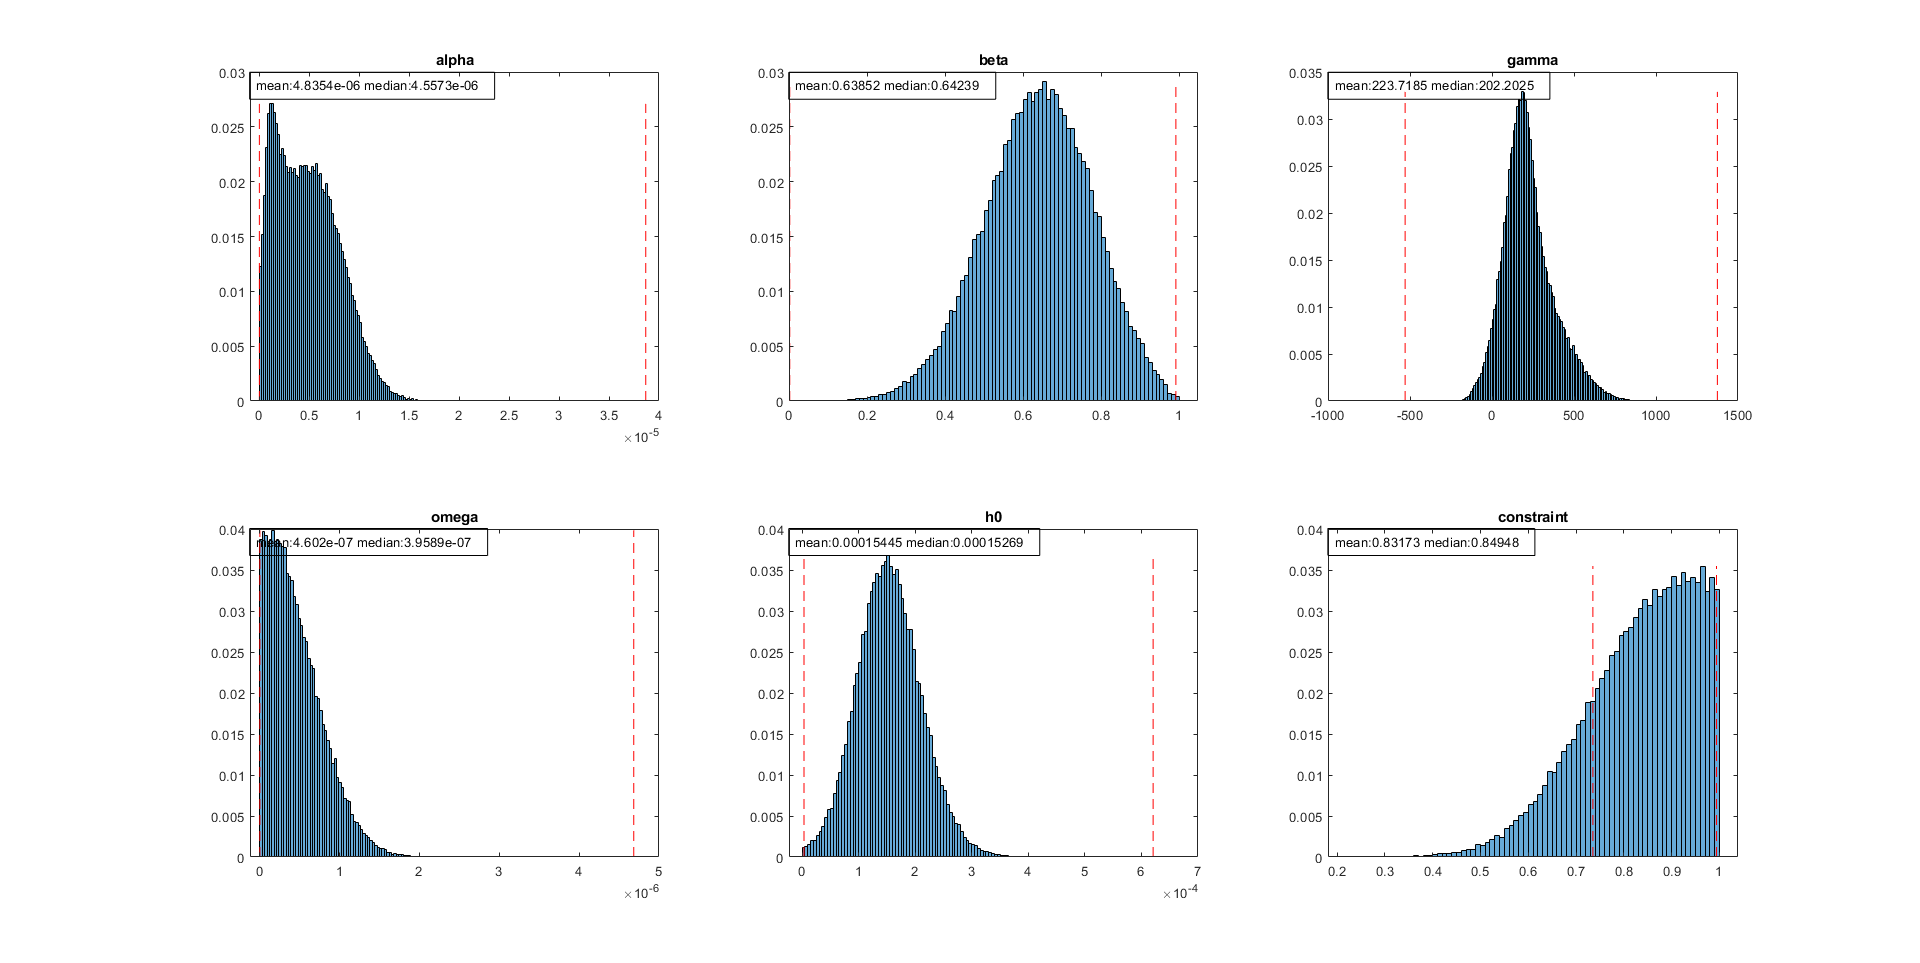 alpha
mean:4.8354e-06 median:4.5573e-06
0.03
0.025
0.02
0.015
0.01
0.005
0
0 0.5 1 1.5 2 2.5 3 3.5 4
×10-5
beta
mean:0.63852 median:0.64239
0.03
0.025
0.02
0.015
0.01
0.005
0
0 0.2 0.4 0.6 0.8 1
gamma
mean:223.7185 median:202.2025
0.035
0.03
0.025
0.02
0.015
0.01
0.005
0
-1000 -500 0 500 1000 1500
omega
mean:4.602e-07 median:3.9589e-07
0.04
0.035
0.03
0.025
0.02
0.015
0.01
0.005
0
0 1 2 3 4 5
×10-6
h0
mean:0.00015445 median:0.00015269
0.04
0.035
0.03
0.025
0.02
0.015
0.01
0.005
0
0 1 2 3 4 5 6 7
×10-4
constraint
mean:0.83173 median:0.84948
0.04
0.035
0.03
0.025
0.02
0.015
0.01
0.005
0
0.2 0.3 0.4 0.5 0.6 0.7 0.8 0.9 1